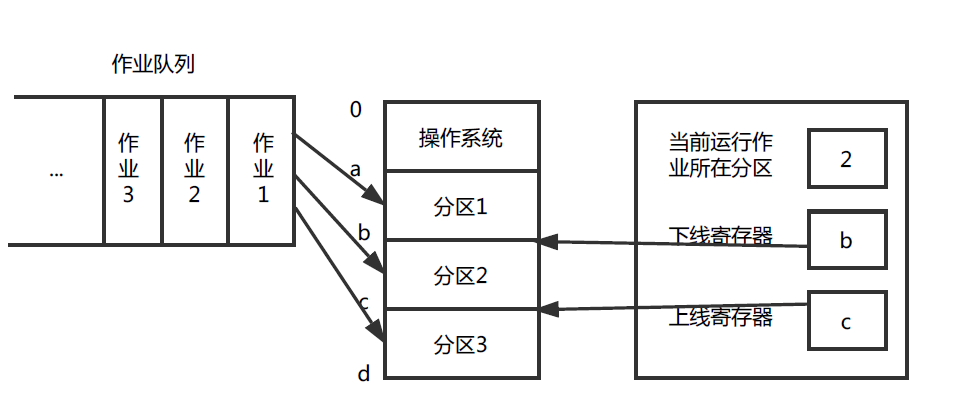 作业队列
...
作业3
作业2
作业1
0
a
b
c
d
操作系统
分区1
分区2
分区3
当前运行作
业所在分区
2
下线寄存器
b
上线寄存器
c